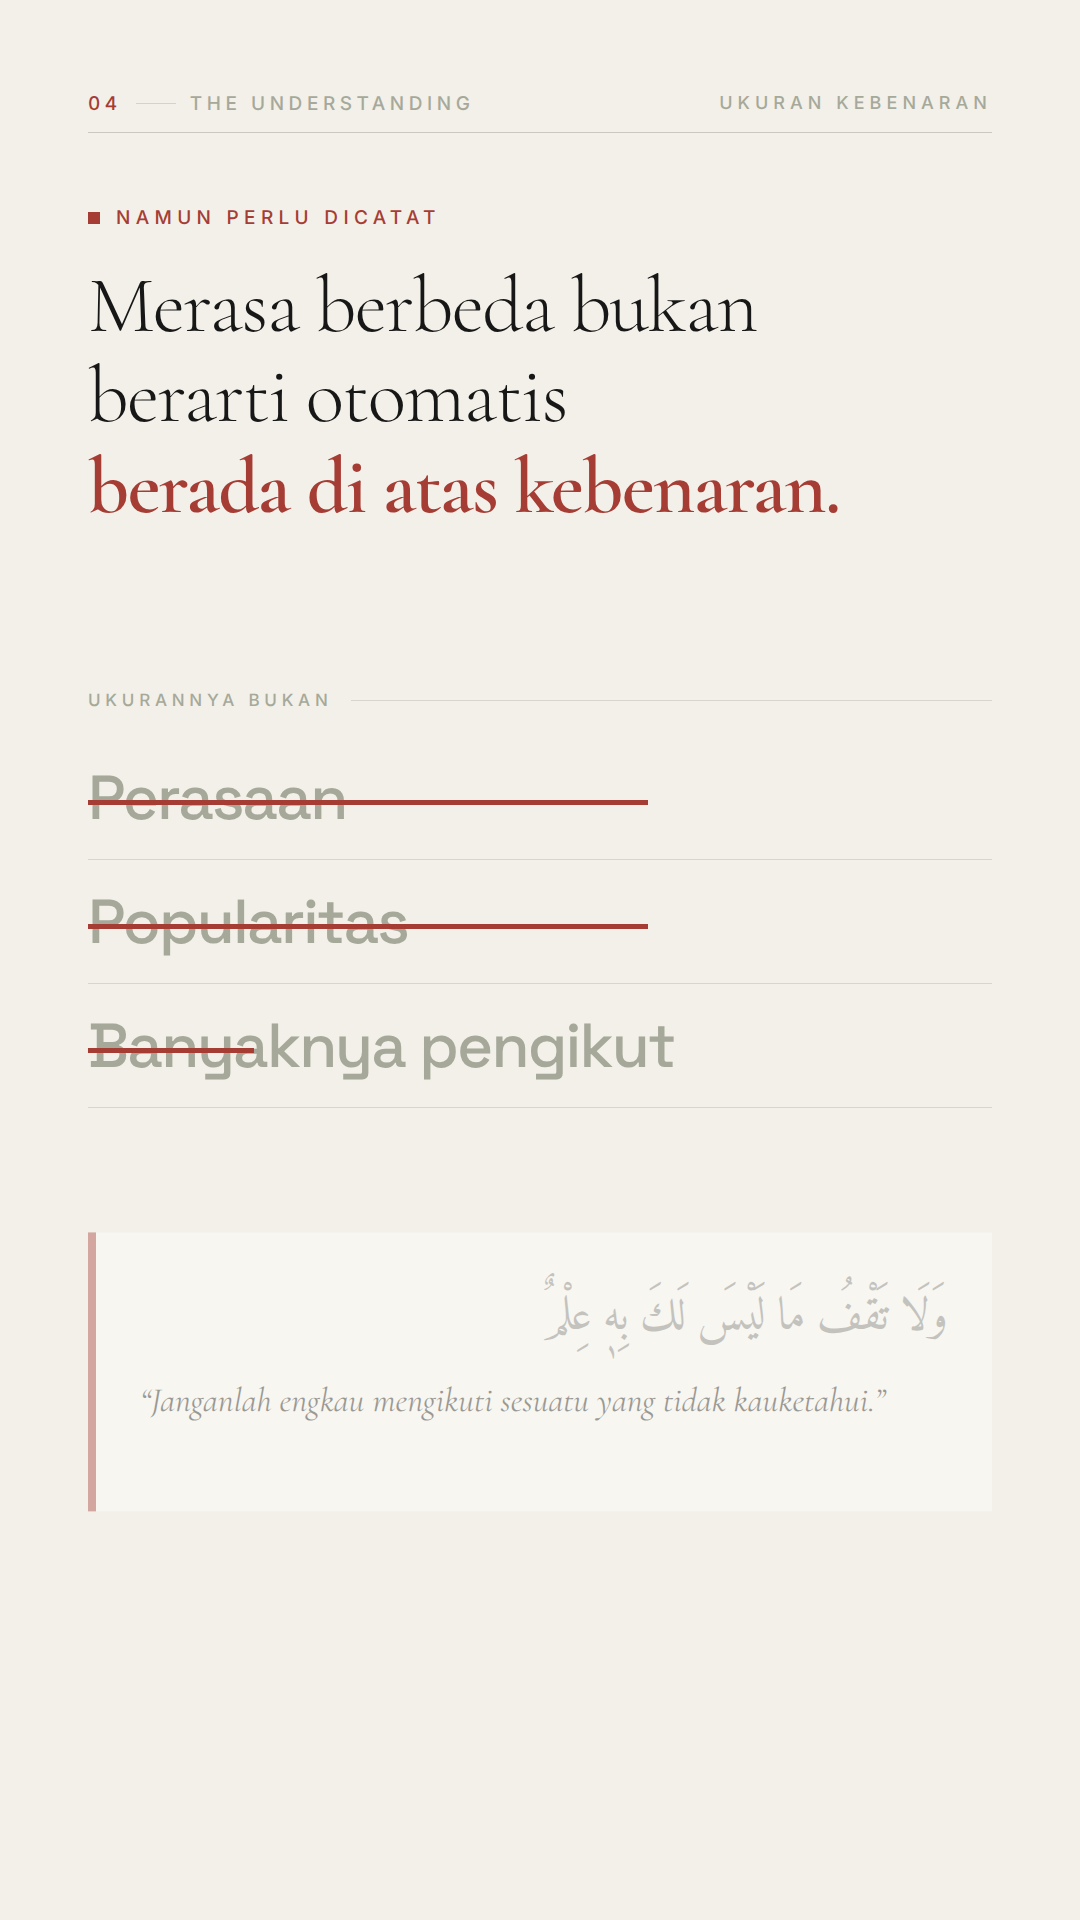 04 THE UNDERSTANDING
UKURAN KEBENARAN
NAMUN PERLU DICATAT
Merasa berbeda bukan
berarti otomatis
berada di atas kebenaran.
UKURANNYA BUKAN
Perasaan
Popularitas
Banyaknya pengikut
وَلَا تَقْفُ مَا لَيْسَ لَكَ بِهٖ عِلْمٌ
“Janganlah engkau mengikuti sesuatu yang tidak kauketahui.”